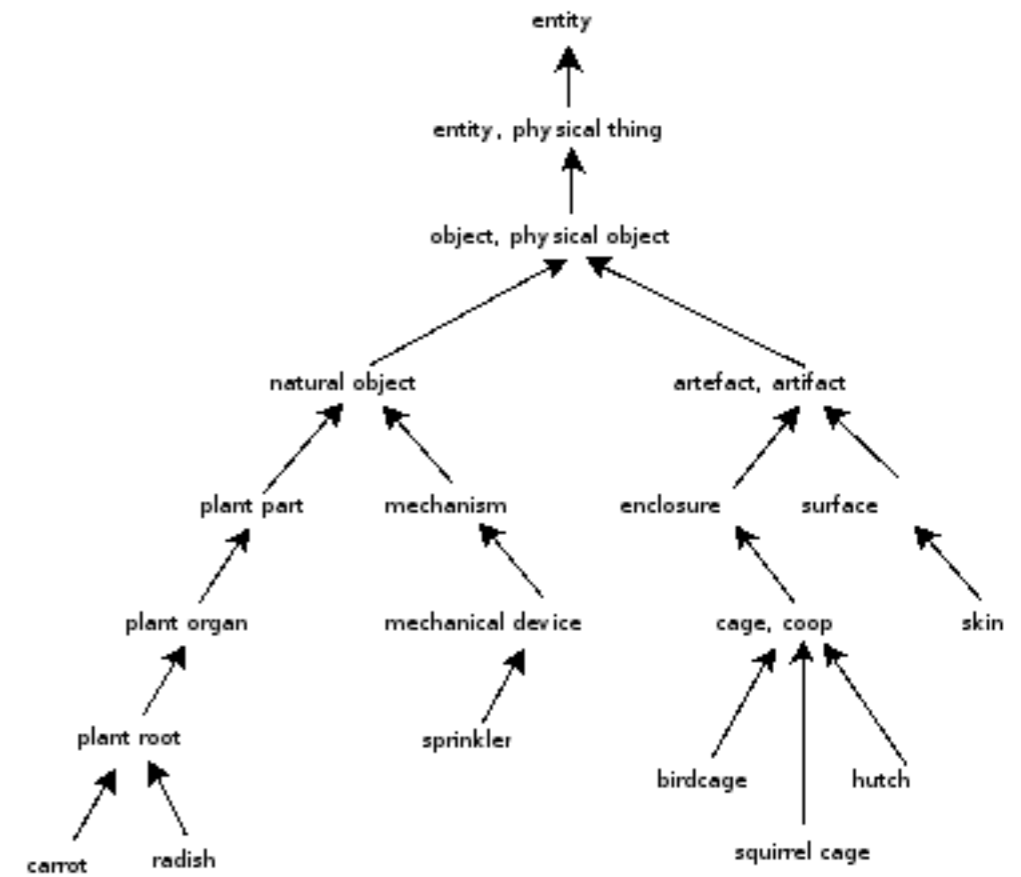 entity
entity, physical thing
object, physical object
natural object
artefact, artifact
plant part
mechanism
enclosure
surface
plant organ
mechanical device
cage, coop
skin
plant root
sprinkler
birdcage
hutch
carrot
radish
squirrel cage